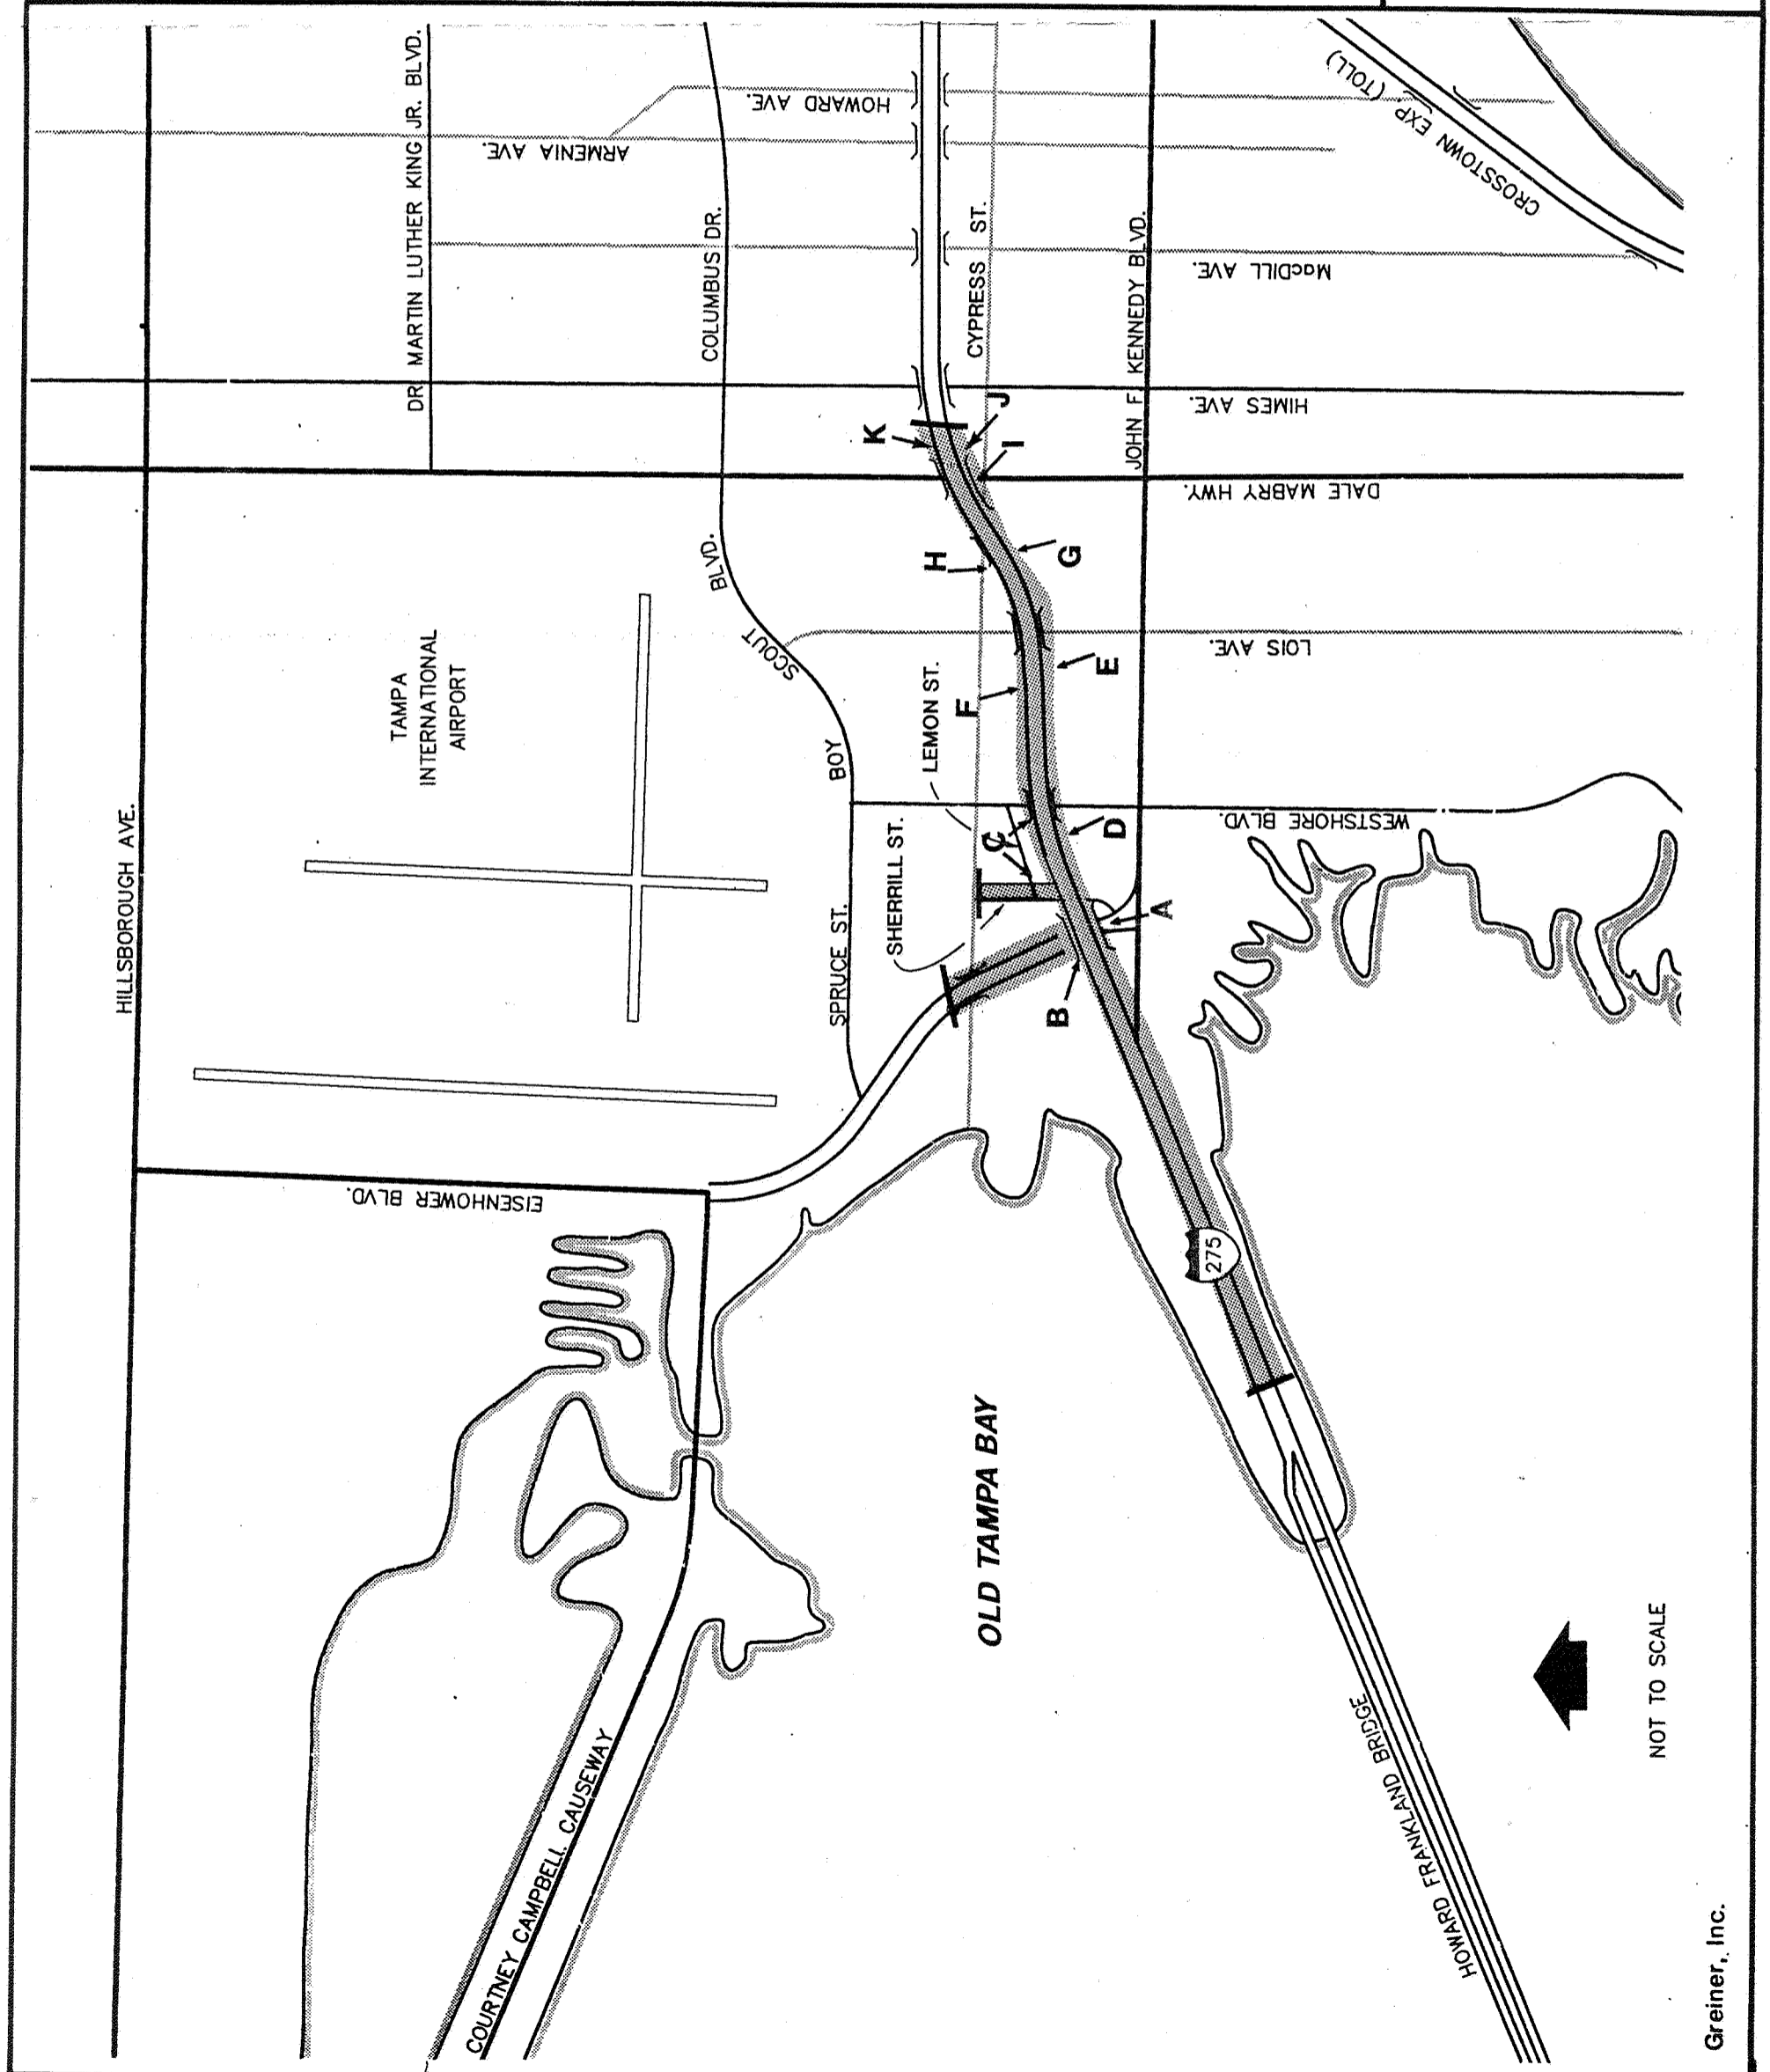 HILLSBOROUGH AVE.
DR. MARTIN LUTHER KING JR. BLVD.
COLUMBUS DR.
BOY SCOUT BLVD.
SPRUCE ST.
TAMPA
INTERNATIONAL
AIRPORT
EISENHOWER BLVD.
COURTNEY CAMPBELL CAUSEWAY
OLD TAMPA BAY
HOWARD FRANKLAND BRIDGE
275
SHERRILL ST.
LEMON ST.
CYPRESS ST.
JOHN F. KENNEDY BLVD.
WESTSHORE BLVD.
LOIS AVE.
DALE MABRY HWY.
HIMES AVE.
MacDILL AVE.
ARMENIA AVE.
HOWARD AVE.
CROSSTOWN EXP. (TOLL)
A
B
C
D
E
F
G
H
I
J
K
NOT TO SCALE
Greiner, Inc.